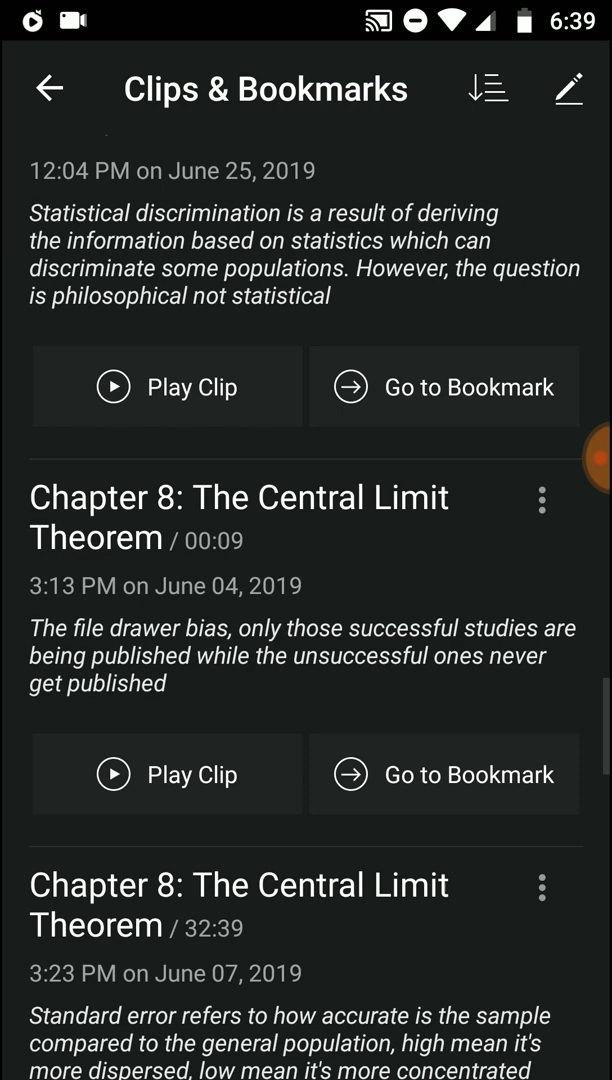 6:39
Clips & Bookmarks
12:04 PM on June 25, 2019
Statistical discrimination is a result of deriving
the information based on statistics which can
discriminate some populations. However, the question
is philosophical not statistical
Play Clip
Go to Bookmark
Chapter 8: The Central Limit
Theorem / 00:09
3:13 PM on June 04, 2019
The file drawer bias, only those successful studies are
being published while the unsuccessful ones never
get published
Play Clip
Go to Bookmark
Chapter 8: The Central Limit
Theorem / 32:39
3:23 PM on June 07, 2019
Standard error refers to how accurate is the sample
compared to the general population, high mean it's
more dispersed, low mean it's more concentrated